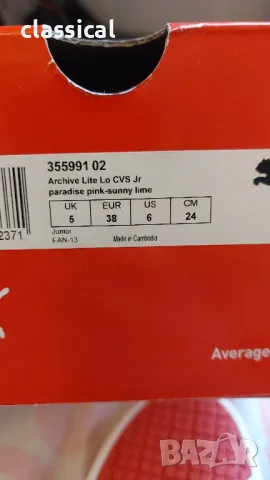 classical
355991 02
Archive Lite Lo CVS Jr
paradise pink-sunny lime
UK EUR US CM
5 38 6 24
2371
Junior
EAN-13 Made in Cambodia
Average
BAZAR.bg